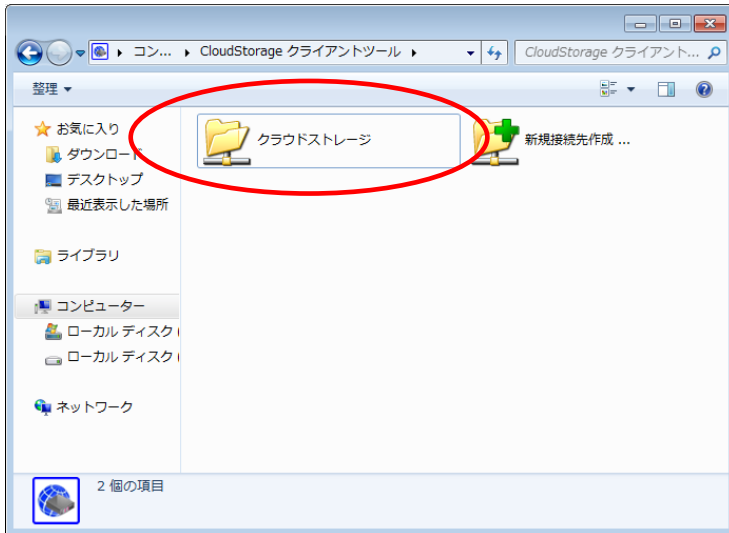 コン... CloudStorage クライアントツール
CloudStorage クライアント...
整理
お気に入り
ダウンロード
デスクトップ
最近表示した場所
ライブラリ
コンピューター
ローカル ディスク (
ローカル ディスク (
ネットワーク
クラウドストレージ
新規接続先作成 ...
2 個の項目